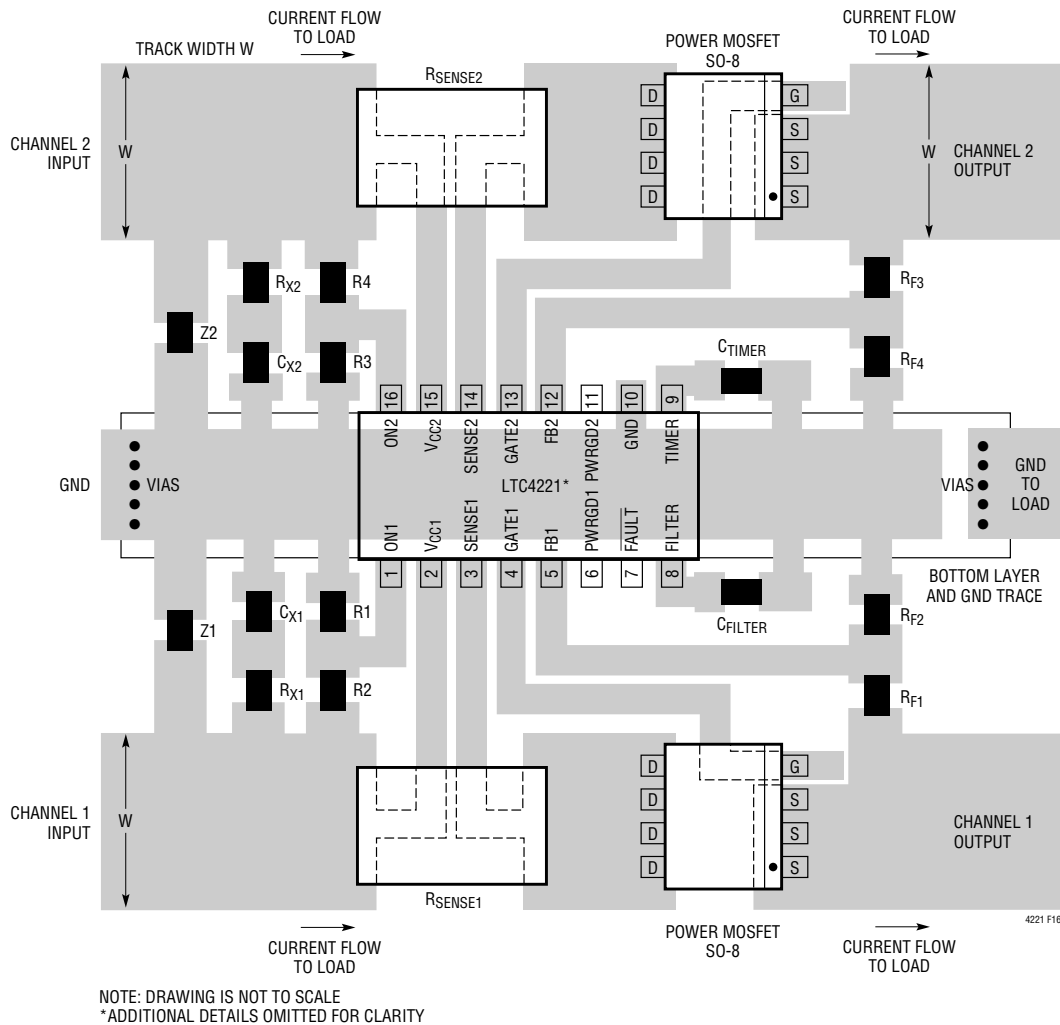 CURRENT FLOW
TO LOAD
TRACK WIDTH W
RSENSE2
POWER MOSFET
SO-8
CURRENT FLOW
TO LOAD
CHANNEL 2
INPUT
W
D
D
D
D
G
S
S
S
W
CHANNEL 2
OUTPUT
RX2
R4
RF3
Z2
CX2
R3
CTIMER
RF4
16
15
14
13
12
11
10
9
ON2
VCC2
SENSE2
GATE2
FB2
PWRGD2
GND
TIMER
GND
VIAS
LTC4221*
VIAS
GND
TO
LOAD
ON1
VCC1
SENSE1
GATE1
FB1
PWRGD1
FAULT
FILTER
1
2
3
4
5
6
7
8
BOTTOM LAYER
AND GND TRACE
Z1
CX1
R1
CFILTER
RF2
RX1
R2
RF1
CHANNEL 1
INPUT
W
D
D
D
D
G
S
S
S
CHANNEL 1
OUTPUT
RSENSE1
4221 F16
CURRENT FLOW
TO LOAD
POWER MOSFET
SO-8
CURRENT FLOW
TO LOAD
NOTE: DRAWING IS NOT TO SCALE
*ADDITIONAL DETAILS OMITTED FOR CLARITY